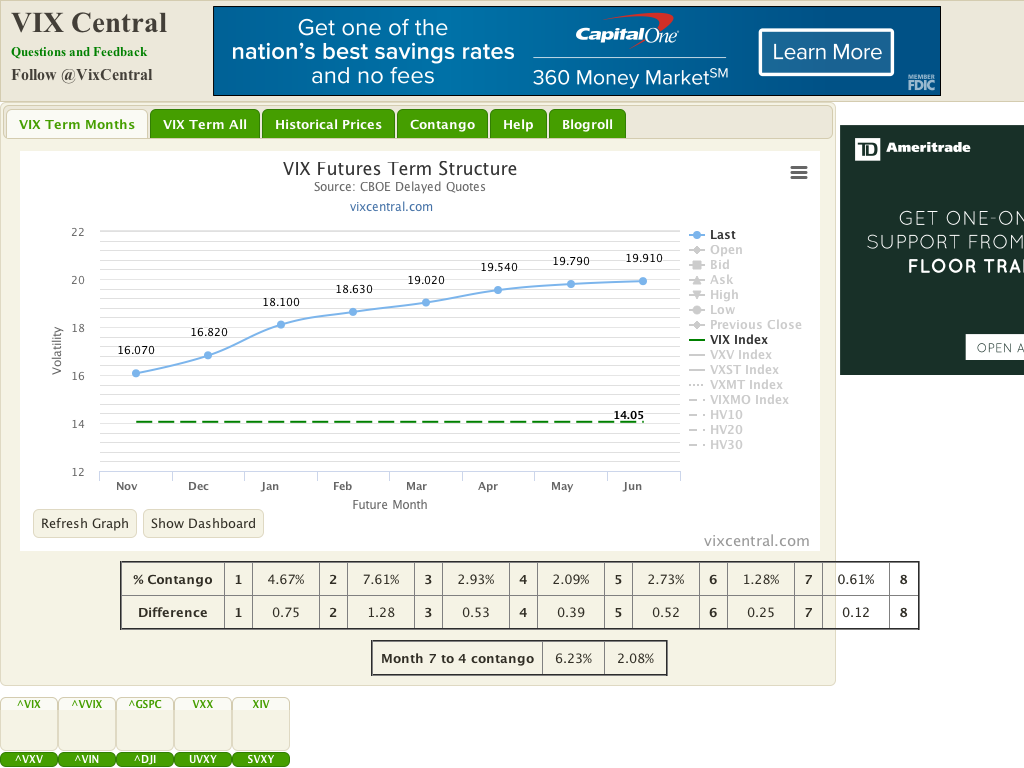 VIX Central
Questions and Feedback
Follow @VixCentral
Get one of the
nation's best savings rates
and no fees
Capital One
360 Money Market℠
Learn More
MEMBER
FDIC
VIX Term Months
VIX Term All
Historical Prices
Contango
Help
Blogroll
TD Ameritrade
GET ONE-ON
SUPPORT FROM
FLOOR TRA
OPEN A
VIX Futures Term Structure
Source: CBOE Delayed Quotes
vixcentral.com
Volatility
22
20
18
16
14
12
16.070
16.820
18.100
18.630
19.020
19.540
19.790
19.910
14.05
Nov Dec Jan Feb Mar Apr May Jun
Future Month
Last
Open
Bid
Ask
High
Low
Previous Close
VIX Index
VXV Index
VXST Index
VXMT Index
VIXMO Index
HV10
HV20
HV30
Refresh Graph
Show Dashboard
vixcentral.com
% Contango 1 4.67% 2 7.61% 3 2.93% 4 2.09% 5 2.73% 6 1.28% 7 0.61% 8
Difference 1 0.75 2 1.28 3 0.53 4 0.39 5 0.52 6 0.25 7 0.12 8
Month 7 to 4 contango 6.23% 2.08%
^VIX ^VVIX ^GSPC VXX XIV
^VXV ^VIN ^DJI UVXY SVXY